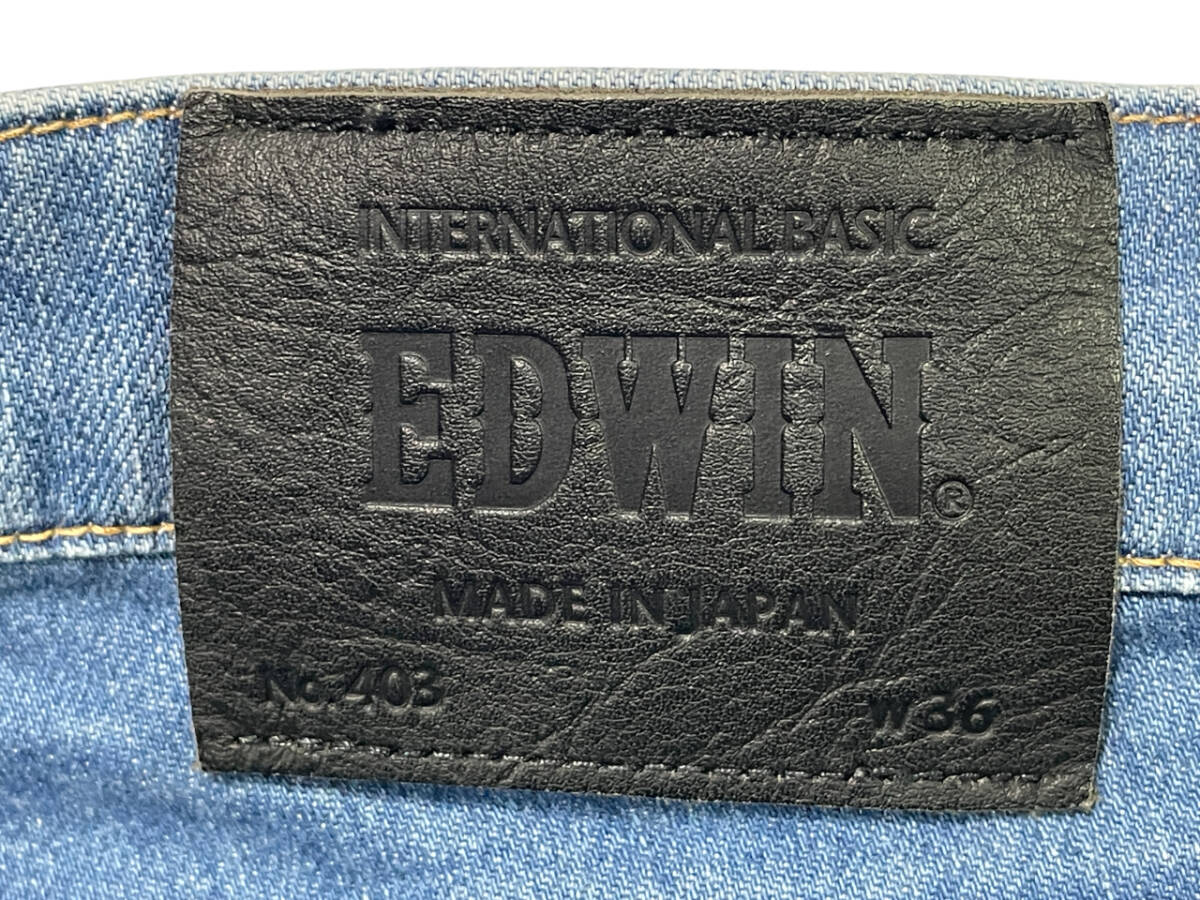 INTERNATIONAL BASIC
EDWIN®
MADE IN JAPAN
No.403
W36